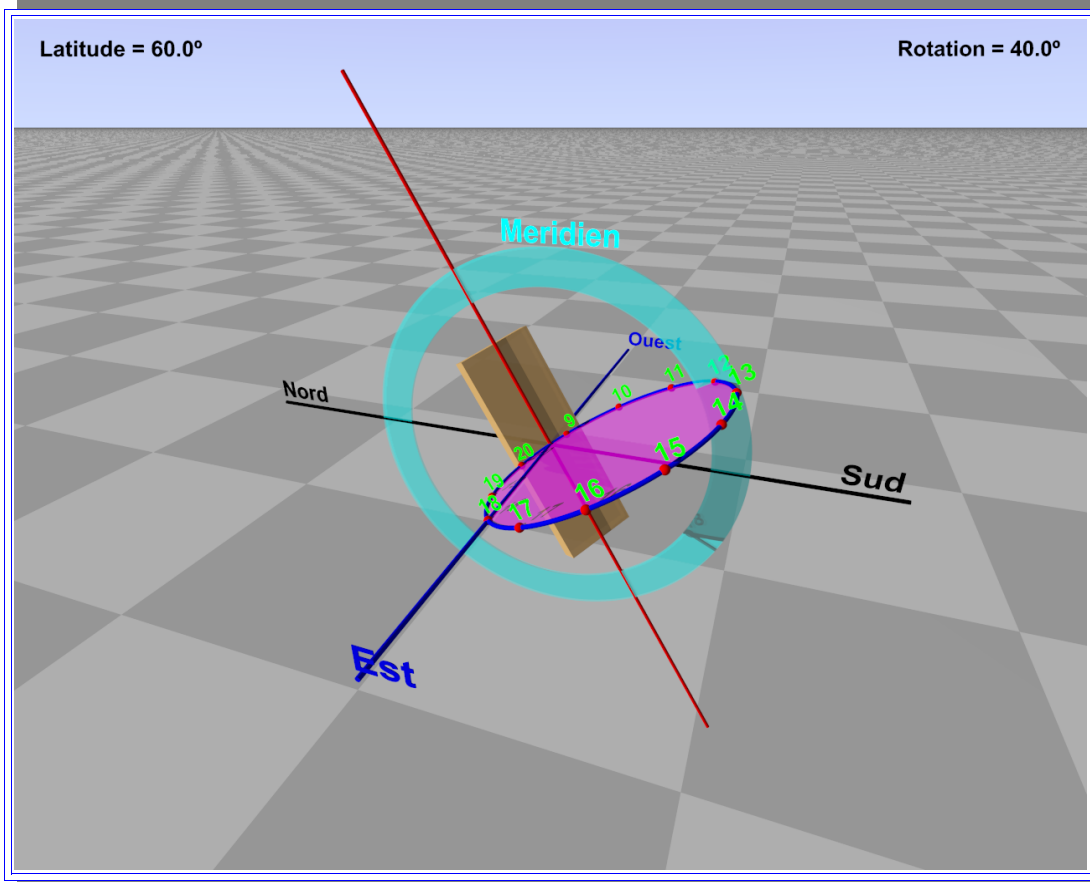 Latitude = 60.0º
Rotation = 40.0º
Meridien
Ouest
12
11
13
Nord
10
14
9
15
20
Sud
19
16
18
17
Est